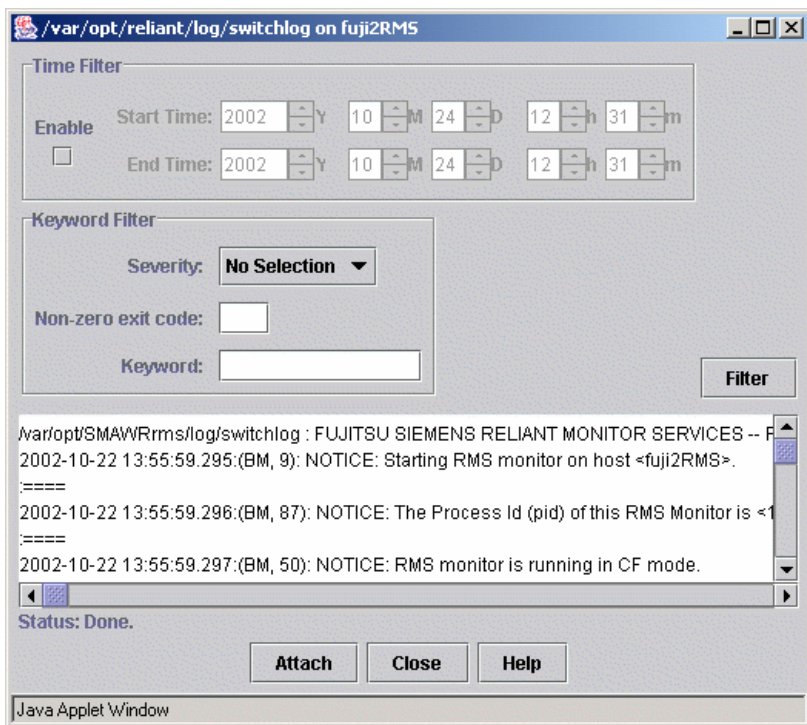 /var/opt/reliant/log/switchlog on fuji2RMS
Time Filter
Enable
Start Time: 2002 Y 10 M 24 D 12 h 31 m
End Time: 2002 Y 10 M 24 D 12 h 31 m
Keyword Filter
Severity: No Selection
Non-zero exit code:
Keyword:
Filter
/var/opt/SMAWRrms/log/switchlog : FUJITSU SIEMENS RELIANT MONITOR SERVICES --
2002-10-22 13:55:59.295:(BM, 9): NOTICE: Starting RMS monitor on host <fuji2RMS>.
:====
2002-10-22 13:55:59.296:(BM, 87): NOTICE: The Process Id (pid) of this RMS Monitor is <1
:====
2002-10-22 13:55:59.297:(BM, 50): NOTICE: RMS monitor is running in CF mode.
Status: Done.
Attach Close Help
Java Applet Window